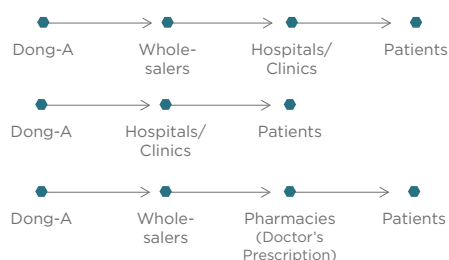 Dong-A Whole- Hospitals/ Patients
salers Clinics
Dong-A Hospitals/ Patients
Clinics
Dong-A Whole- Pharmacies Patients
salers (Doctor's
Prescription)